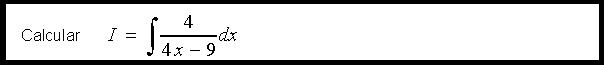 Calcular I = ∫ 4/(4x − 9) dx